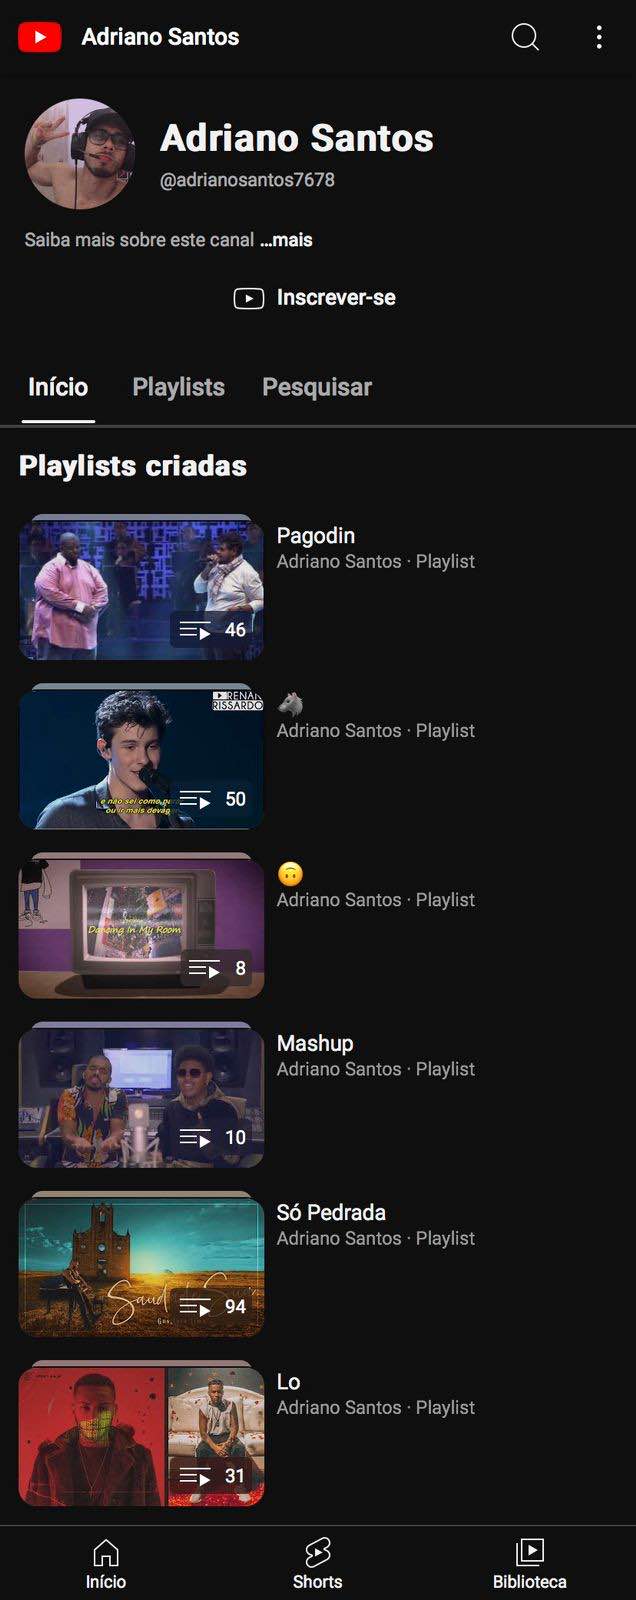 Adriano Santos
Adriano Santos
@adrianosantos7678
Saiba mais sobre este canal ...mais
Inscrever-se
Início Playlists Pesquisar
Playlists criadas
Pagodin
Adriano Santos · Playlist
46
RENAN
RISSARDO
🐺
Adriano Santos · Playlist
e não sei como
ou ir mais devagar
50
🙃
Adriano Santos · Playlist
Dancing In My Room
8
Mashup
Adriano Santos · Playlist
10
Só Pedrada
Adriano Santos · Playlist
94
Lo
Adriano Santos · Playlist
31
Início Shorts Biblioteca